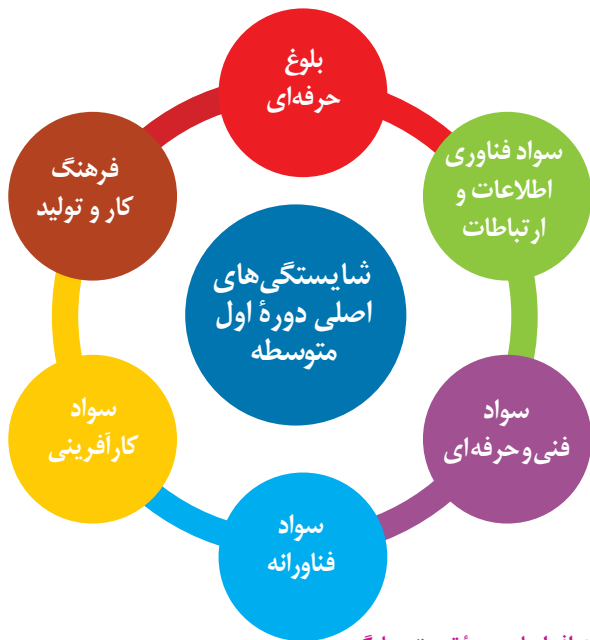 بلوغ
حرفه‌ای
سواد فناوری
اطلاعات و
ارتباطات
فرهنگ
کار و تولید
شایستگی‌های
اصلی دورهٔ اول
متوسطه
سواد
فنی‌و‌حرفه‌ای
سواد
کارآفرینی
سواد
فناورانه